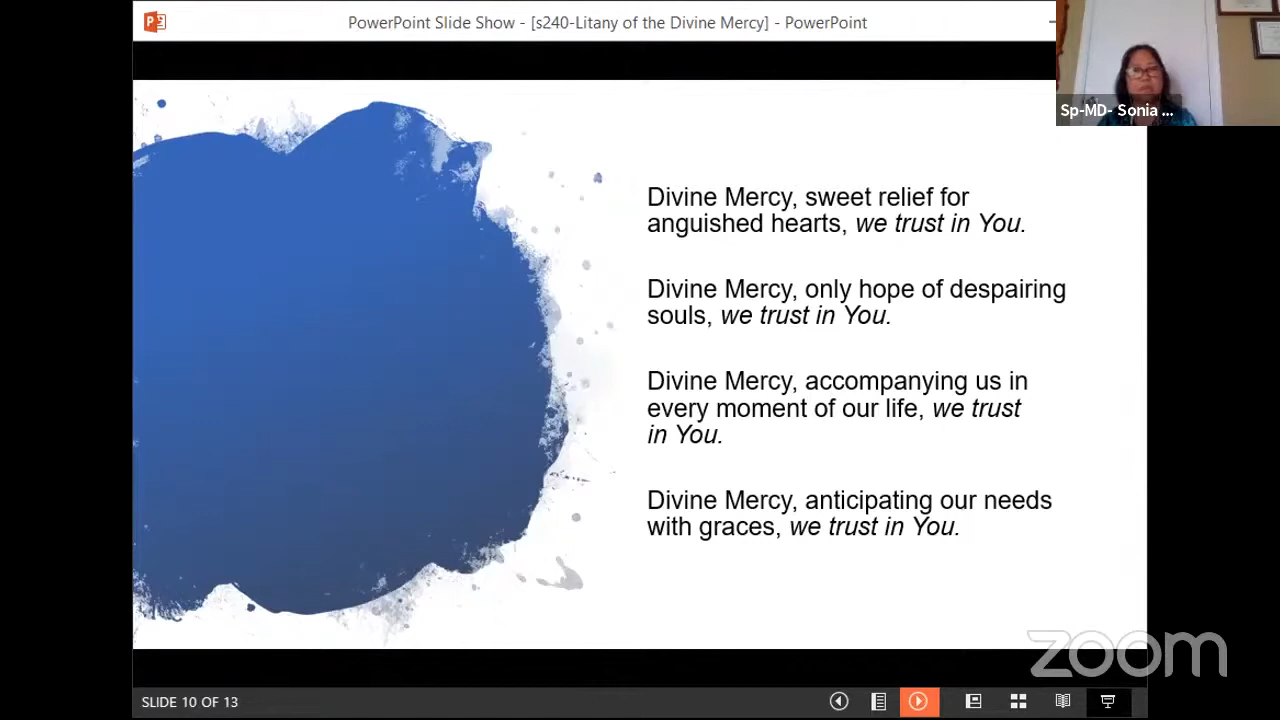 PowerPoint Slide Show - [s240-Litany of the Divine Mercy] - PowerPoint
Sp-MD- Sonia ...
Divine Mercy, sweet relief for
anguished hearts, we trust in You.
Divine Mercy, only hope of despairing
souls, we trust in You.
Divine Mercy, accompanying us in
every moment of our life, we trust
in You.
Divine Mercy, anticipating our needs
with graces, we trust in You.
zoom
SLIDE 10 OF 13